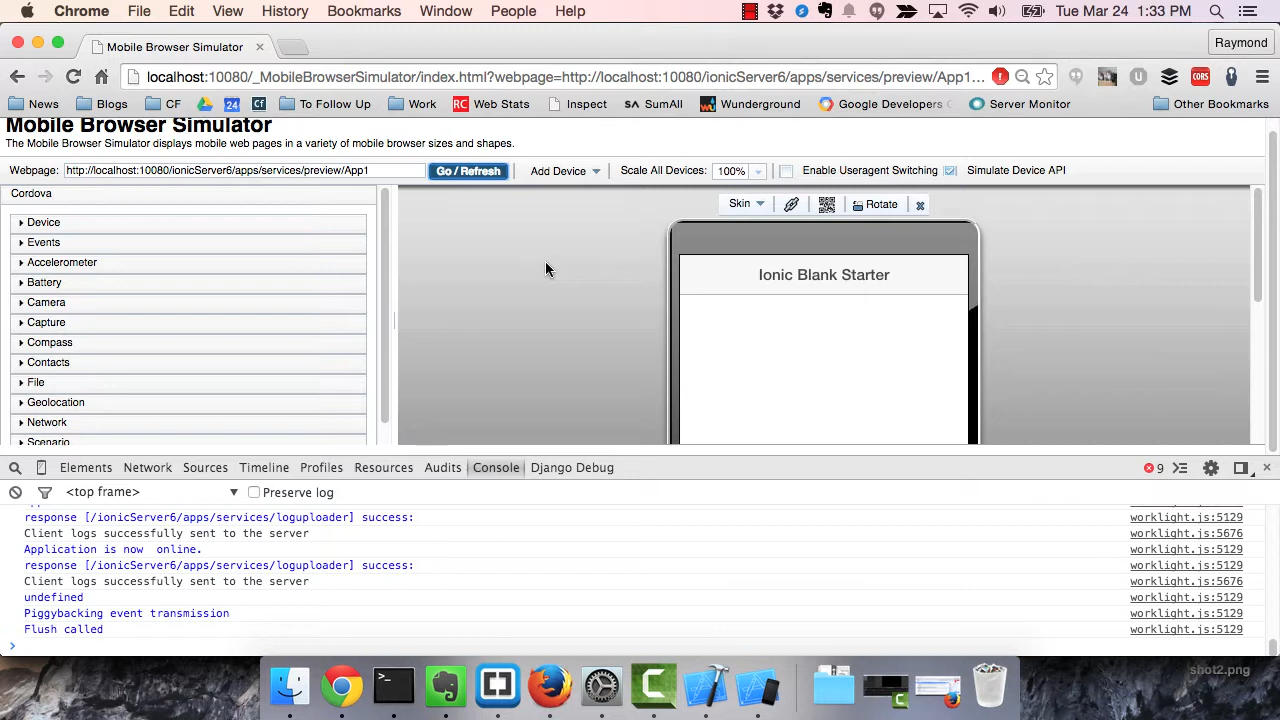 Chrome File Edit View History Bookmarks Window People Help Tue Mar 24 1:33 PM
Mobile Browser Simulator Raymond
localhost:10080/_MobileBrowserSimulator/index.html?webpage=http://localhost:10080/ionicServer6/apps/services/preview/App1... CORS
News Blogs CF 24 Cf To Follow Up Work RC Web Stats Inspect SA SumAll Wunderground Google Developers Server Monitor Other Bookmarks
Mobile Browser Simulator
The Mobile Browser Simulator displays mobile web pages in a variety of mobile browser sizes and shapes.
Webpage: http://localhost:10080/ionicServer6/apps/services/preview/App1 Go / Refresh Add Device Scale All Devices: 100% Enable Useragent Switching Simulate Device API
Cordova
Skin Rotate
Device
Events
Accelerometer
Battery
Camera
Capture
Compass
Contacts
File
Geolocation
Network
Scenario
Ionic Blank Starter
Elements Network Sources Timeline Profiles Resources Audits Console Django Debug 9
<top frame> Preserve log
response [/ionicServer6/apps/services/loguploader] success: worklight.js:5129
Client logs successfully sent to the server worklight.js:5676
Application is now online. worklight.js:5129
response [/ionicServer6/apps/services/loguploader] success: worklight.js:5129
Client logs successfully sent to the server worklight.js:5676
undefined worklight.js:5129
Piggybacking event transmission worklight.js:5129
Flush called worklight.js:5129
shot2.png